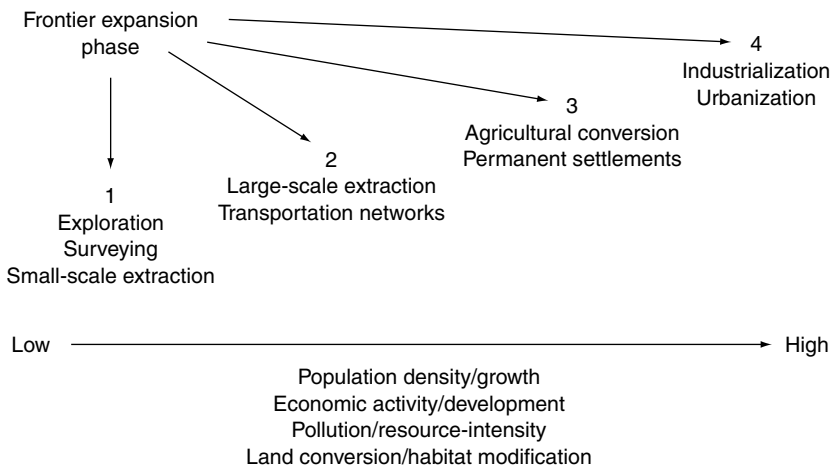 Frontier expansion
phase
4
Industrialization
Urbanization
3
Agricultural conversion
Permanent settlements
2
Large-scale extraction
Transportation networks
1
Exploration
Surveying
Small-scale extraction
Low
High
Population density/growth
Economic activity/development
Pollution/resource-intensity
Land conversion/habitat modification